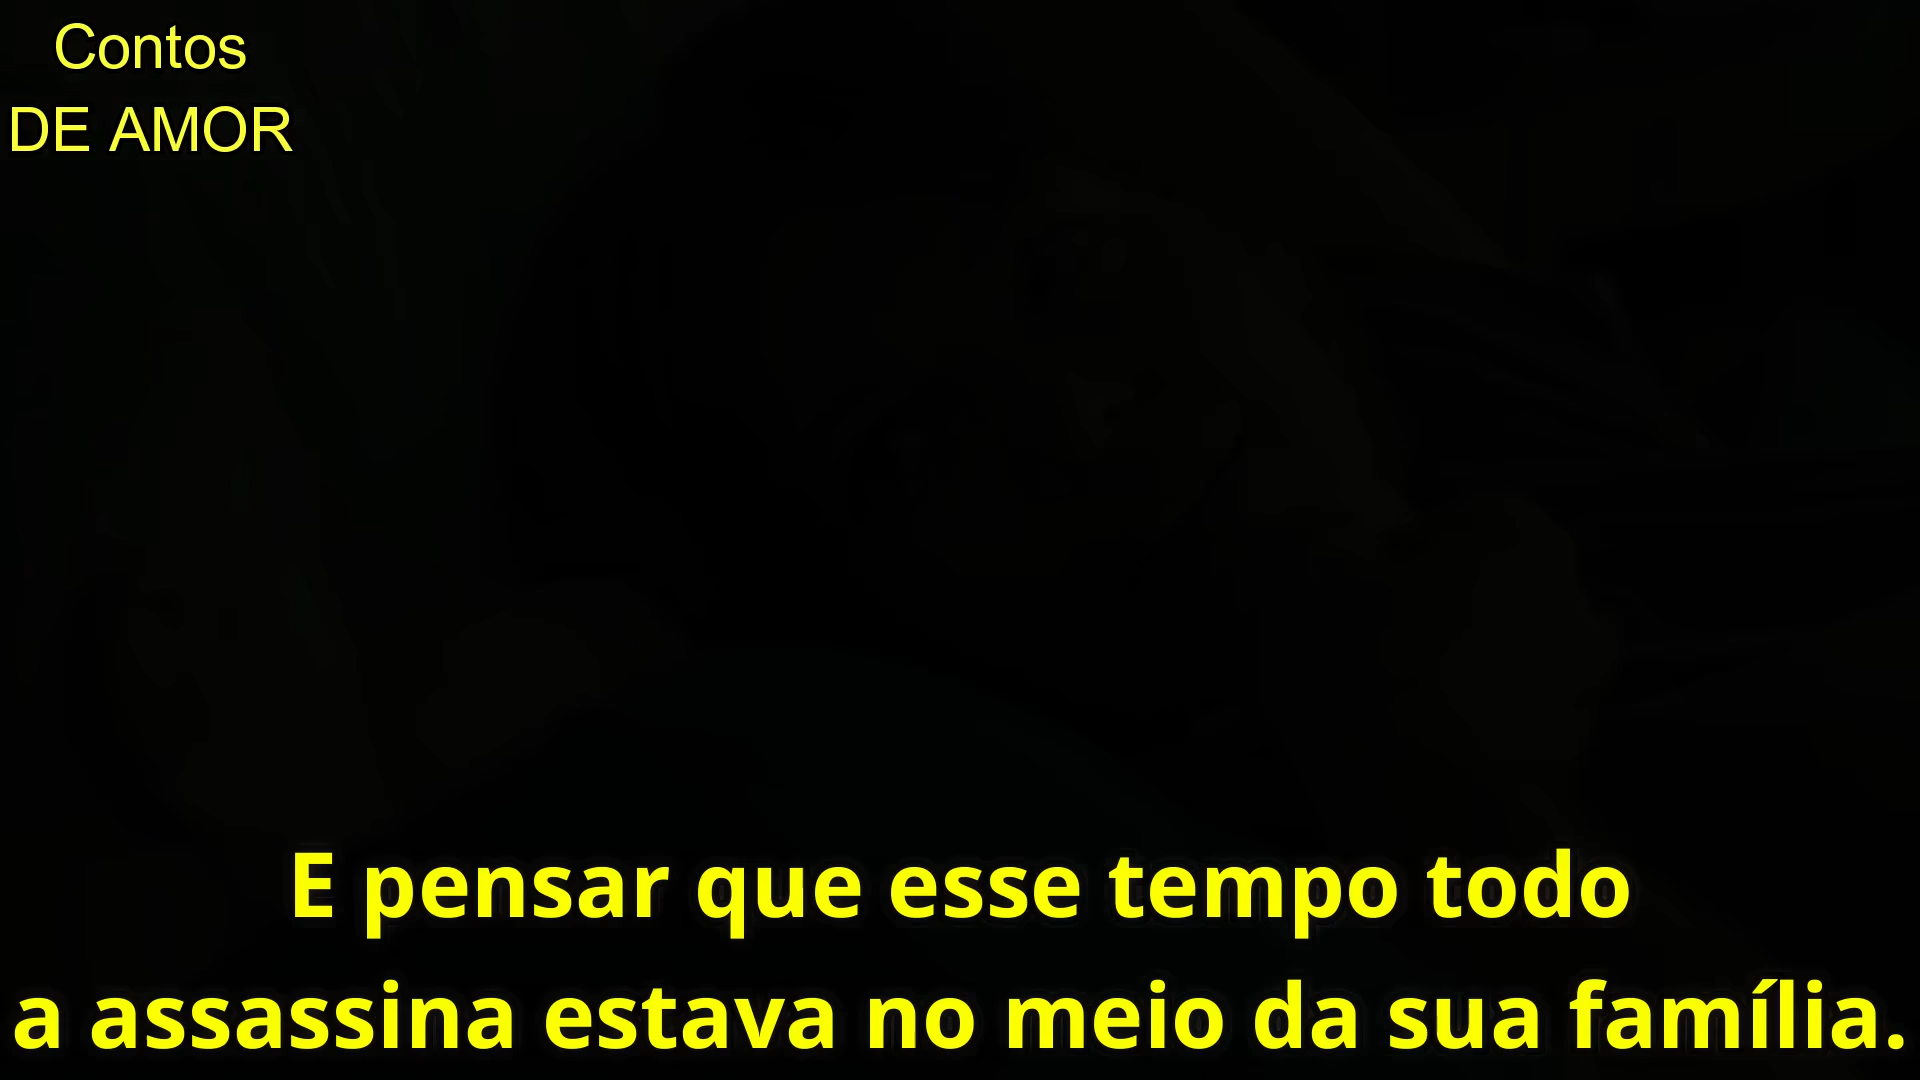 Contos
DE AMOR
E pensar que esse tempo todo
a assassina estava no meio da sua família.